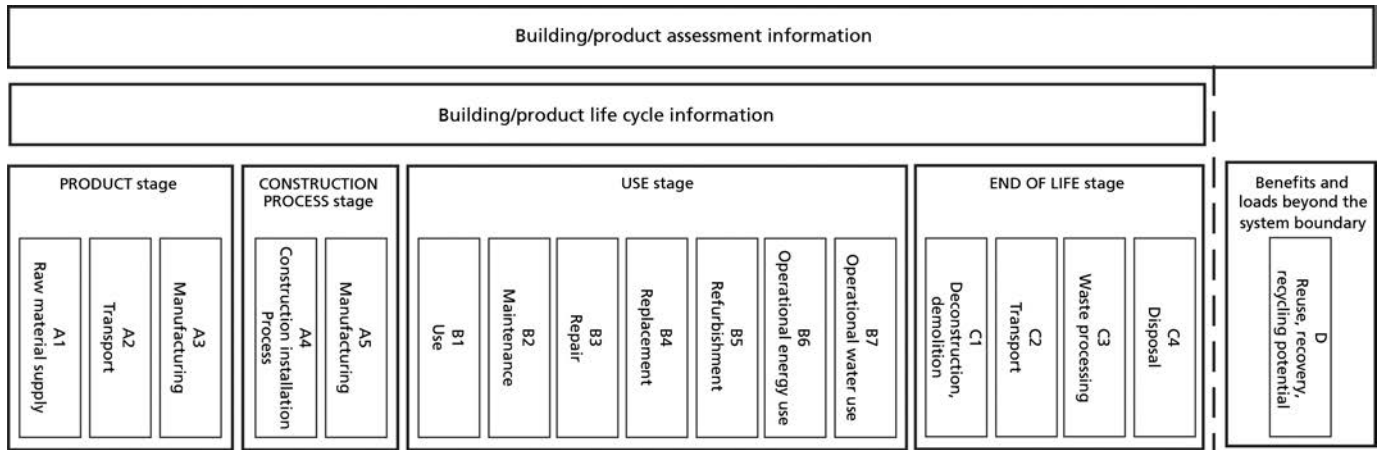 Building/product assessment information
Building/product life cycle information
PRODUCT stage
A1
Raw material supply
A2
Transport
A3
Manufacturing
CONSTRUCTION
PROCESS stage
A4
Construction installation
Process
A5
Manufacturing
USE stage
B1
Use
B2
Maintenance
B3
Repair
B4
Replacement
B5
Refurbishment
B6
Operational energy use
B7
Operational water use
END OF LIFE stage
C1
Deconstruction,
demolition
C2
Transport
C3
Waste processing
C4
Disposal
Benefits and
loads beyond the
system boundary
D
Reuse, recovery,
recycling potential